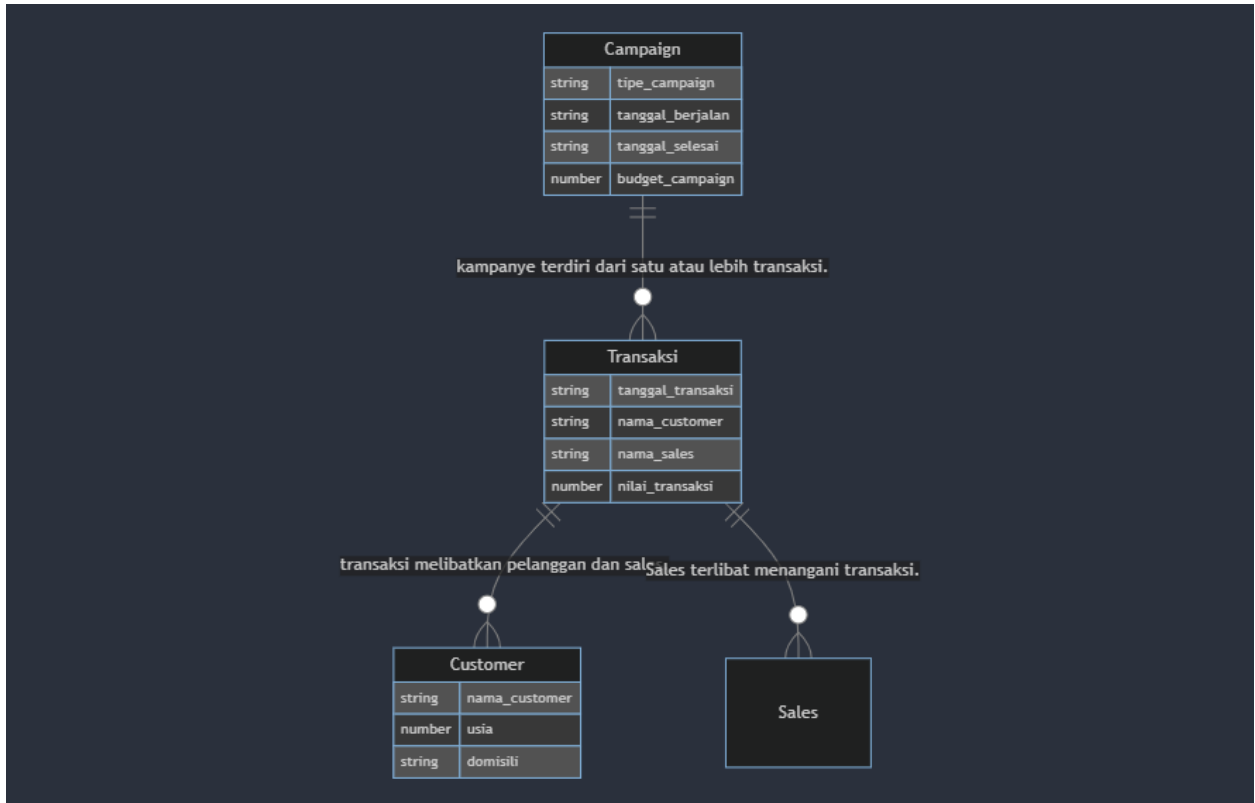 Campaign
string tipe_campaign
string tanggal_berjalan
string tanggal_selesai
number budget_campaign
kampanye terdiri dari satu atau lebih transaksi.
Transaksi
string tanggal_transaksi
string nama_customer
string nama_sales
number nilai_transaksi
transaksi melibatkan pelanggan dan
Sales terlibat menangani transaksi.
Customer
string nama_customer
number usia
string domisili
Sales